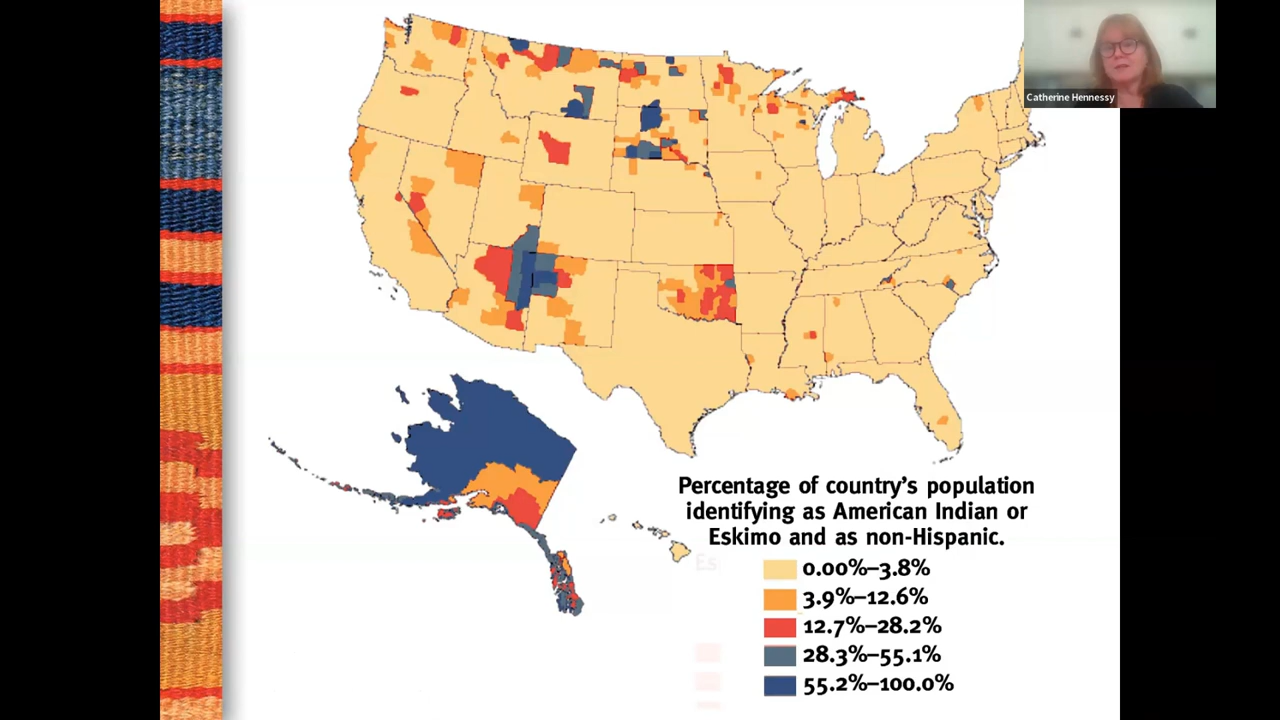 Catherine Hennessy
Percentage of country's population
identifying as American Indian or
Eskimo and as non-Hispanic.
Es
0.00%–3.8%
3.9%–12.6%
12.7%–28.2%
28.3%–55.1%
55.2%–100.0%